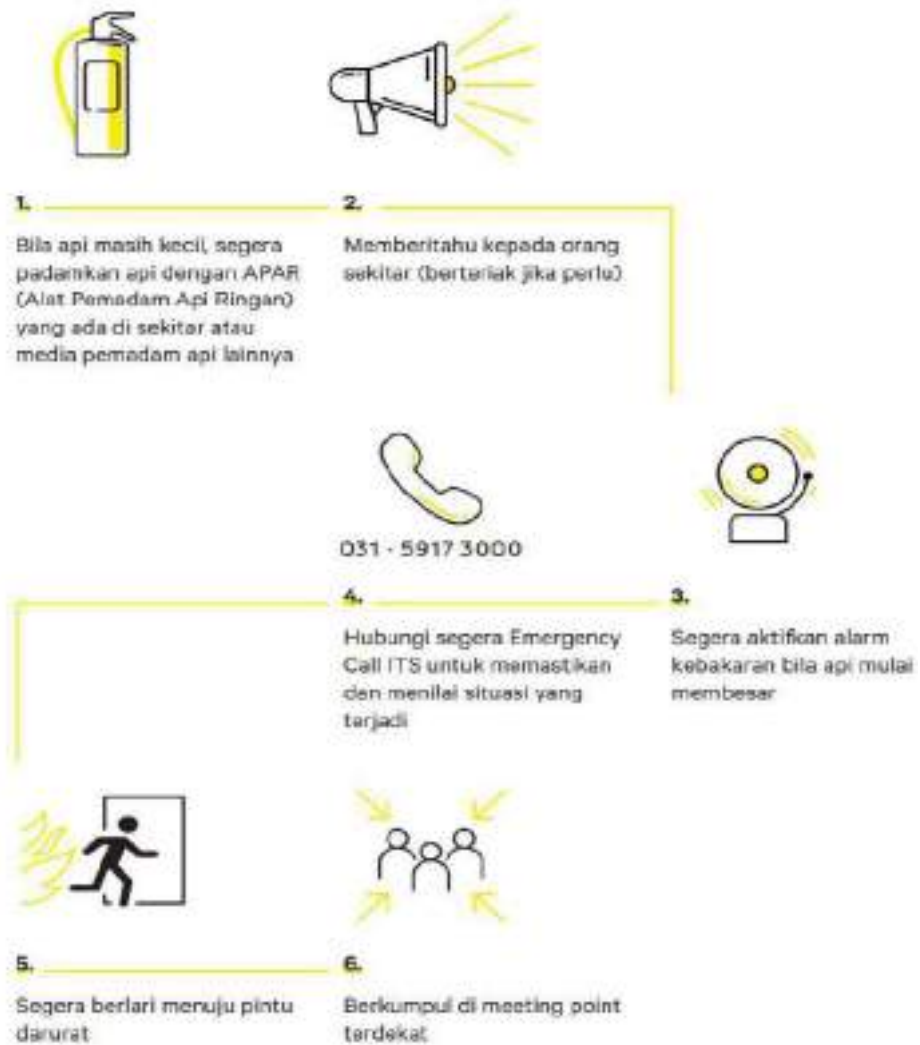 1.
Bila api masih kecil, segera
padamkan api dengan APAR
(Alat Pemadam Api Ringan)
yang ada di sekitar atau
media pemadam api lainnya
2.
Memberitahu kepada orang
sekitar (berteriak jika perlu)
3.
Segera aktifkan alarm
kebakaran bila api mulai
membesar
031 - 5917 3000
4.
Hubungi segera Emergency
Call ITS untuk memastikan
dan menilai situasi yang
terjadi
5.
Segera berlari menuju pintu
darurat
6.
Berkumpul di meeting point
terdekat